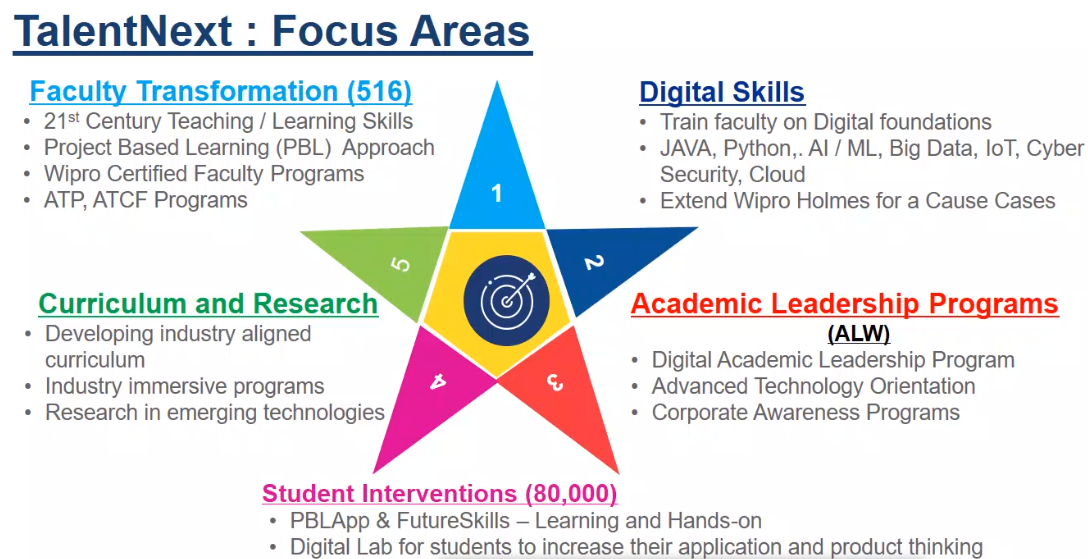 TalentNext : Focus Areas
Faculty Transformation (516)
• 21st Century Teaching / Learning Skills
• Project Based Learning (PBL) Approach
• Wipro Certified Faculty Programs
• ATP, ATCF Programs
Digital Skills
• Train faculty on Digital foundations
• JAVA, Python,. AI / ML, Big Data, IoT, Cyber
Security, Cloud
• Extend Wipro Holmes for a Cause Cases
1
2
3
4
5
Curriculum and Research
• Developing industry aligned
curriculum
• Industry immersive programs
• Research in emerging technologies
Academic Leadership Programs
(ALW)
• Digital Academic Leadership Program
• Advanced Technology Orientation
• Corporate Awareness Programs
Student Interventions (80,000)
• PBLApp & FutureSkills – Learning and Hands-on
• Digital Lab for students to increase their application and product thinking